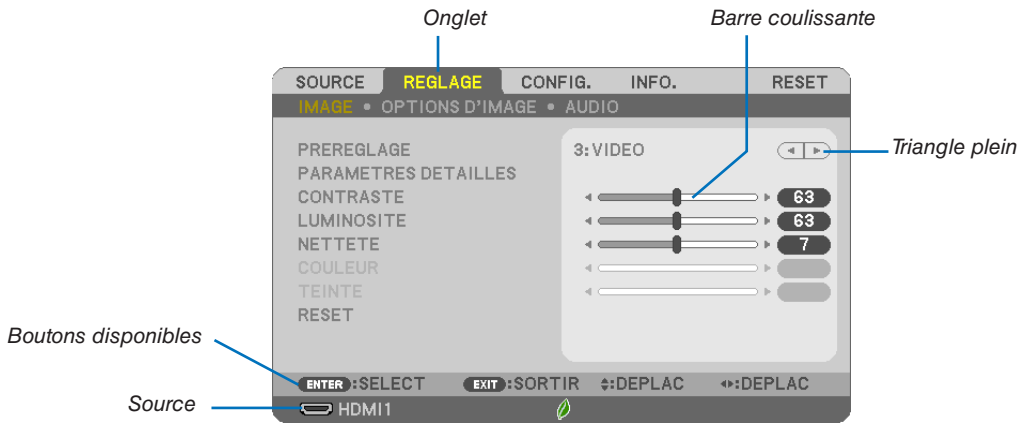 Onglet
Barre coulissante
SOURCE REGLAGE CONFIG. INFO. RESET
IMAGE • OPTIONS D'IMAGE • AUDIO
PREREGLAGE 3:VIDEO
Triangle plein
PARAMETRES DETAILLES
CONTRASTE 63
LUMINOSITE 63
NETTETE 7
COULEUR
TEINTE
RESET
Boutons disponibles
ENTER :SELECT EXIT :SORTIR :DEPLAC :DEPLAC
Source
HDMI1